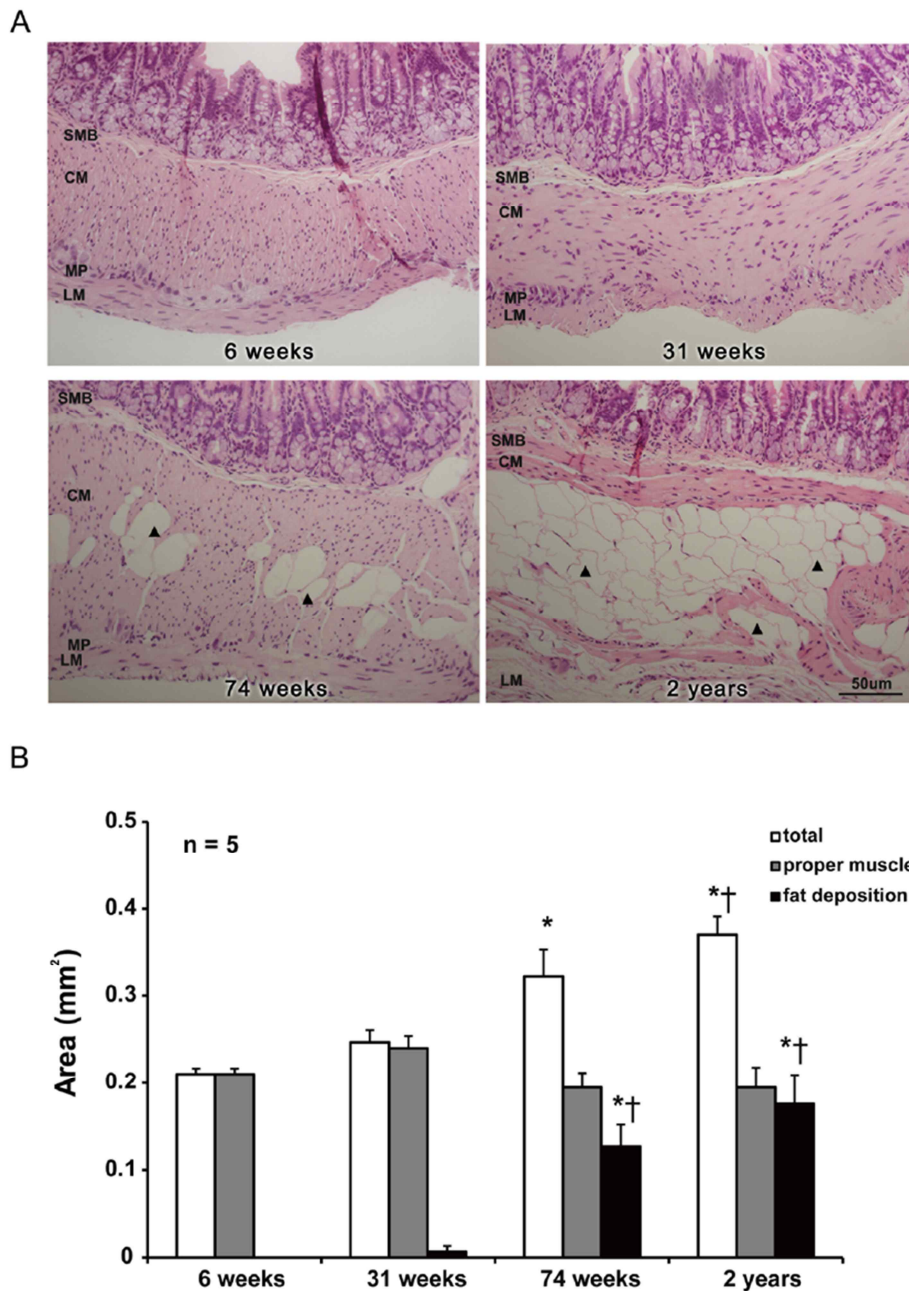 A
SMB
CM
MP
LM
6 weeks
SMB
CM
MP
LM
31 weeks
SMB
CM
MP
LM
74 weeks
SMB
CM
LM
2 years
50um
B
n = 5
total
proper muscle
fat deposition
Area (mm²)
0.5
0.4
0.3
0.2
0.1
0
*
*†
*†
*†
6 weeks 31 weeks 74 weeks 2 years